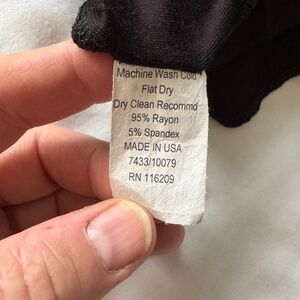 Machine Wash Cold
Flat Dry
Dry Clean Recommd
95% Rayon
5% Spandex
MADE IN USA
7433/10079
RN 116209